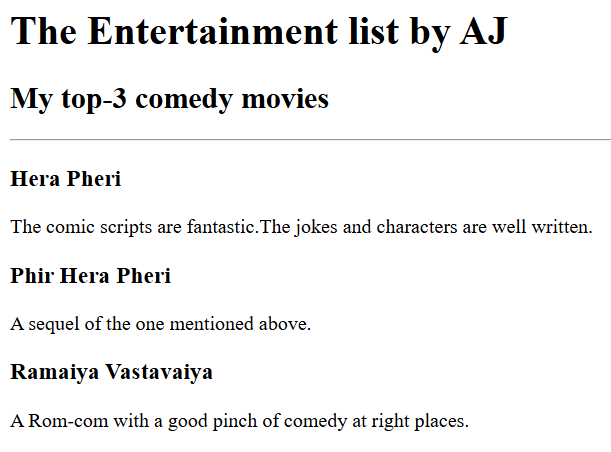 The Entertainment list by AJ
My top-3 comedy movies
Hera Pheri
The comic scripts are fantastic.The jokes and characters are well written.
Phir Hera Pheri
A sequel of the one mentioned above.
Ramaiya Vastavaiya
A Rom-com with a good pinch of comedy at right places.